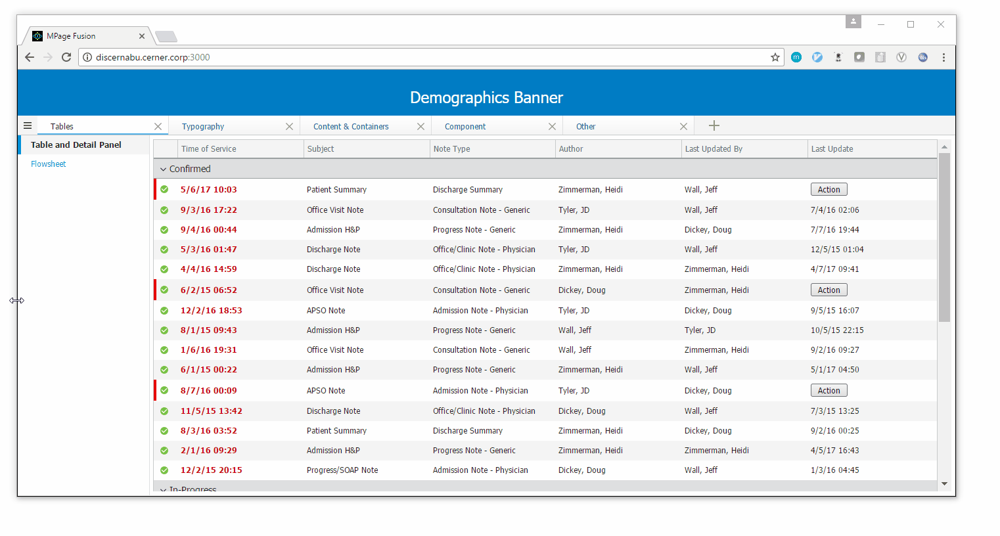 MPage Fusion
discernabu.cerner.corp:3000
Demographics Banner
Tables Typography Content & Containers Component Other
Table and Detail Panel
Flowsheet
Time of Service Subject Note Type Author Last Updated By Last Update
Confirmed
5/6/17 10:03 Patient Summary Discharge Summary Zimmerman, Heidi Wall, Jeff Action
9/3/16 17:22 Office Visit Note Consultation Note - Generic Tyler, JD Wall, Jeff 7/4/16 02:06
9/4/16 00:44 Admission H&P Progress Note - Generic Zimmerman, Heidi Dickey, Doug 7/7/16 19:44
5/3/16 01:47 Discharge Note Office/Clinic Note - Physician Tyler, JD Wall, Jeff 12/5/15 01:04
4/4/16 14:59 Discharge Note Office/Clinic Note - Physician Zimmerman, Heidi Zimmerman, Heidi 4/7/17 09:41
6/2/15 06:52 Office Visit Note Consultation Note - Generic Dickey, Doug Zimmerman, Heidi Action
12/2/16 18:53 APSO Note Admission Note - Physician Tyler, JD Dickey, Doug 9/5/15 16:07
8/1/15 09:43 Admission H&P Progress Note - Generic Wall, Jeff Tyler, JD 10/5/15 22:15
1/6/16 19:31 Office Visit Note Consultation Note - Generic Wall, Jeff Zimmerman, Heidi 9/2/16 09:27
6/1/15 00:22 Admission H&P Progress Note - Generic Zimmerman, Heidi Wall, Jeff 5/1/17 04:50
8/7/16 00:09 APSO Note Admission Note - Physician Tyler, JD Dickey, Doug Action
11/5/15 13:42 Discharge Note Office/Clinic Note - Physician Dickey, Doug Wall, Jeff 7/3/15 13:25
8/3/16 03:52 Patient Summary Discharge Summary Zimmerman, Heidi Dickey, Doug 9/2/16 00:25
2/1/16 09:29 Admission H&P Progress Note - Generic Zimmerman, Heidi Zimmerman, Heidi 4/5/17 16:43
12/2/15 20:15 Progress/SOAP Note Admission Note - Physician Dickey, Doug Wall, Jeff 1/3/16 04:45
In-Progress